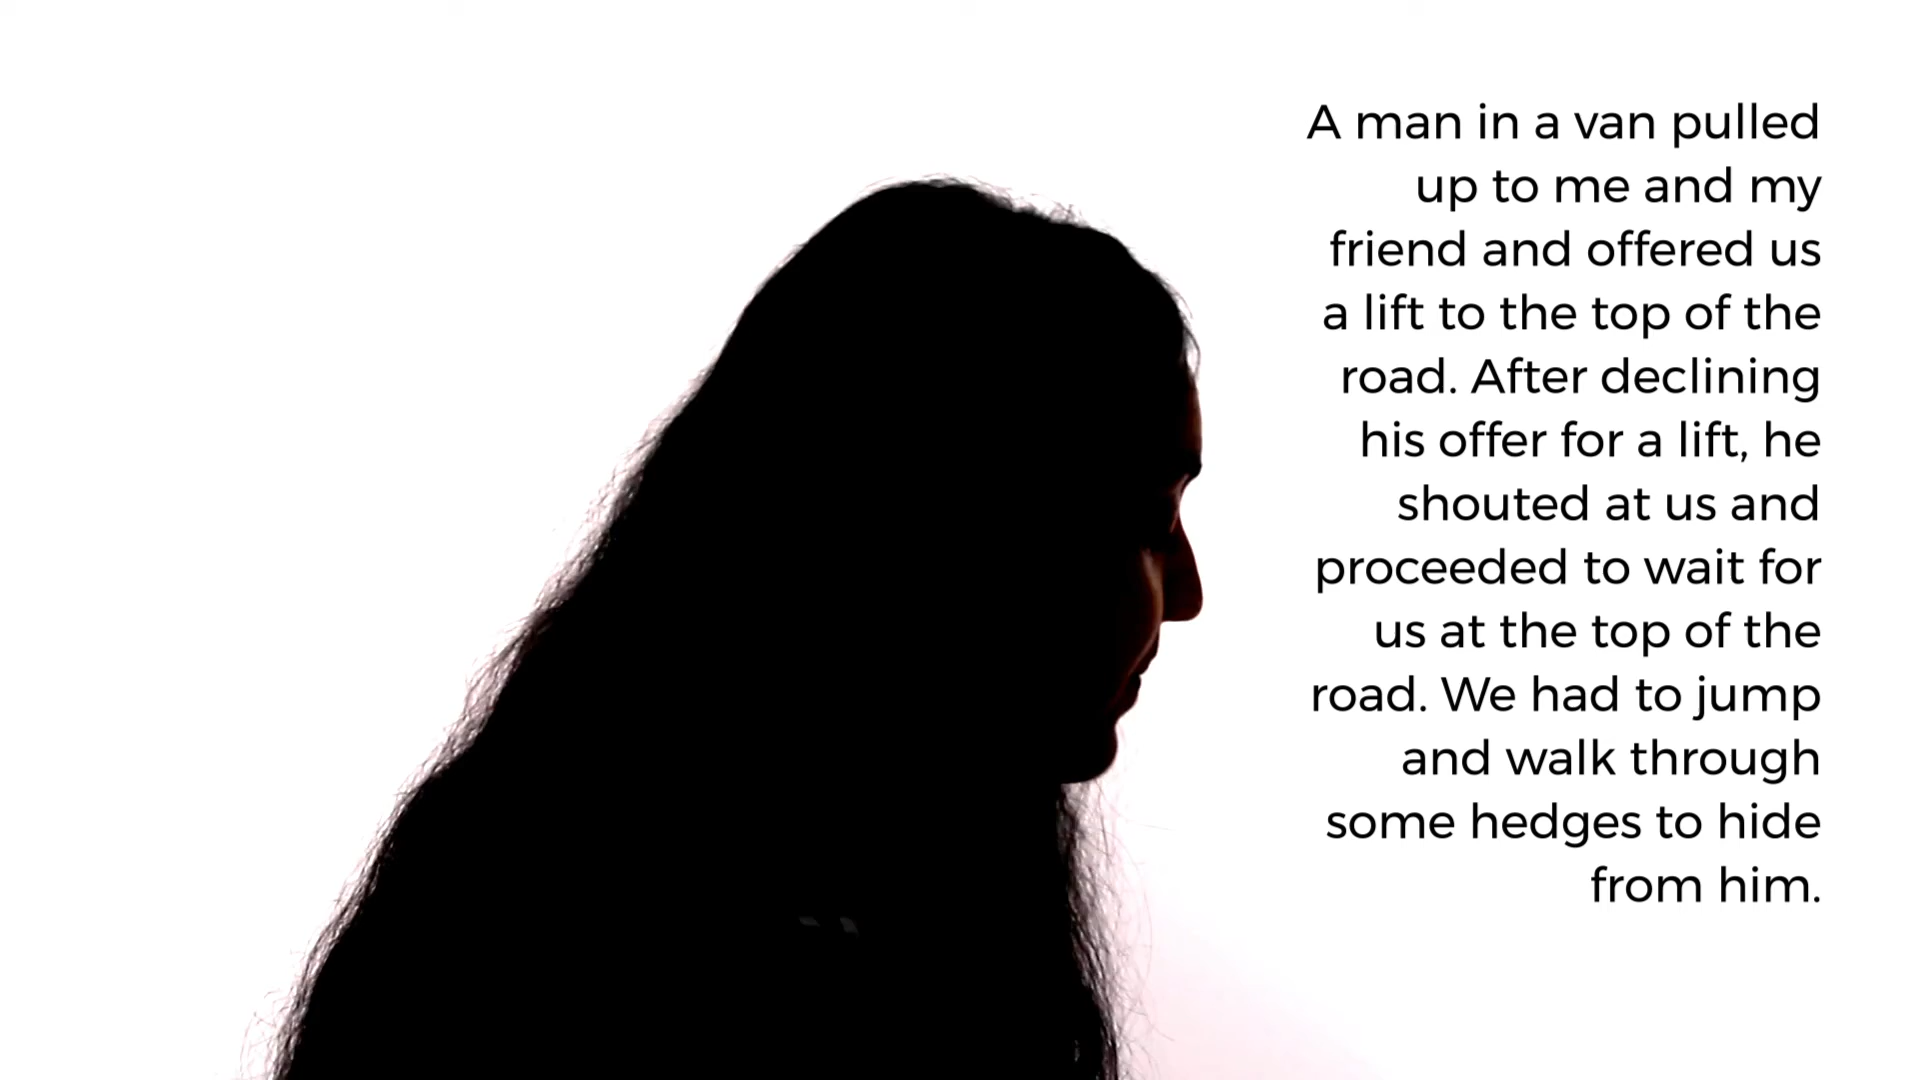 A man in a van pulled
up to me and my
friend and offered us
a lift to the top of the
road. After declining
his offer for a lift, he
shouted at us and
proceeded to wait for
us at the top of the
road. We had to jump
and walk through
some hedges to hide
from him.